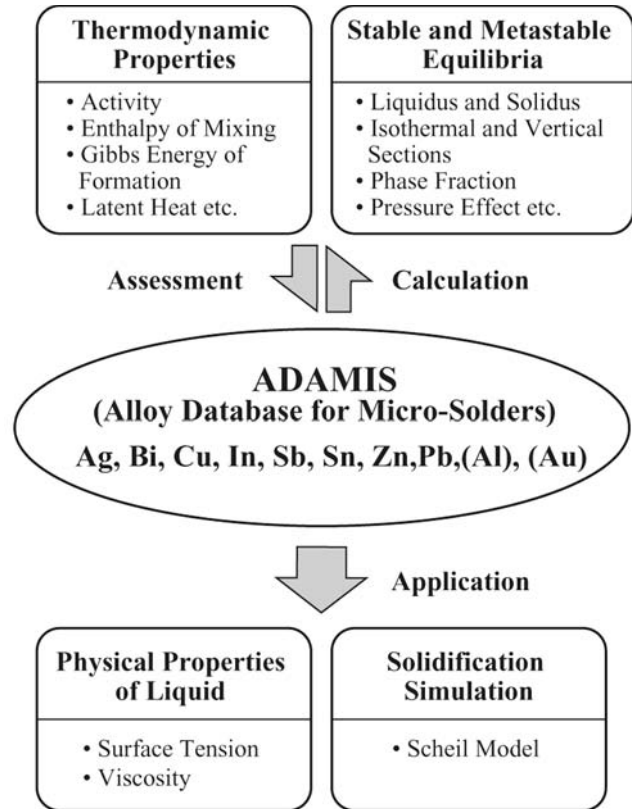 Thermodynamic
Properties
• Activity
• Enthalpy of Mixing
• Gibbs Energy of
Formation
• Latent Heat etc.
Stable and Metastable
Equilibria
• Liquidus and Solidus
• Isothermal and Vertical
Sections
• Phase Fraction
• Pressure Effect etc.
Assessment
Calculation
ADAMIS
(Alloy Database for Micro-Solders)
Ag, Bi, Cu, In, Sb, Sn, Zn,Pb,(Al), (Au)
Application
Physical Properties
of Liquid
• Surface Tension
• Viscosity
Solidification
Simulation
• Scheil Model